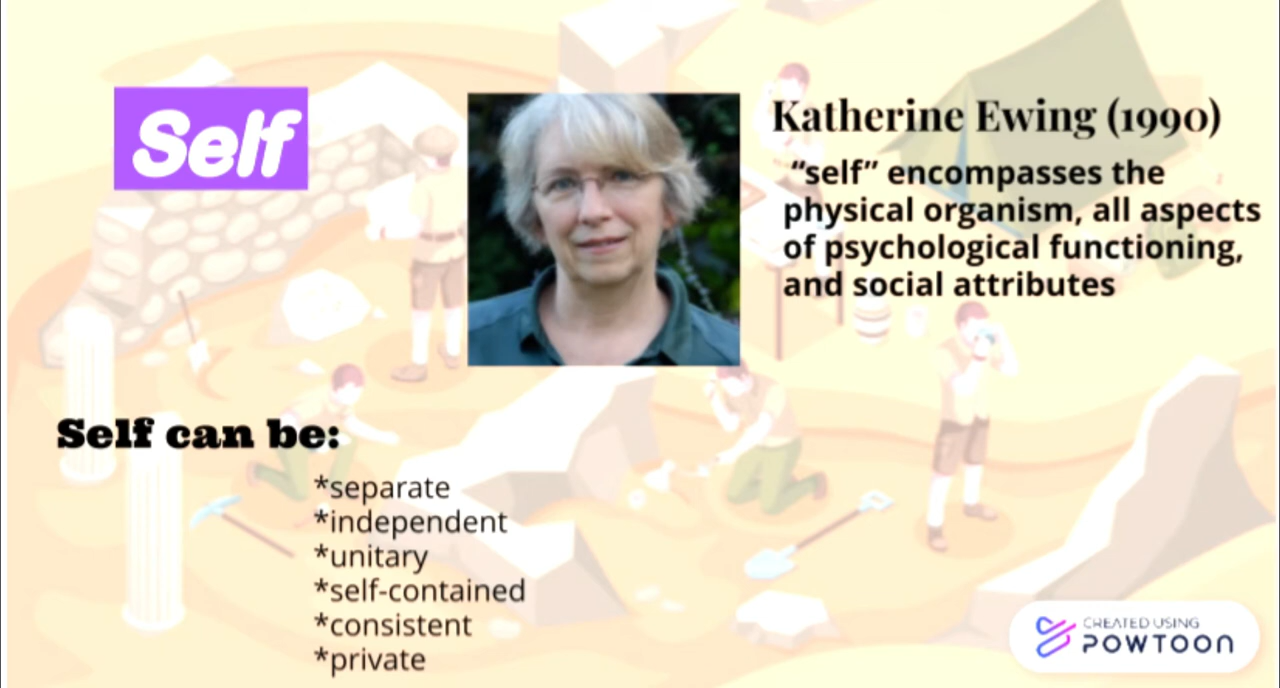 Self
Katherine Ewing (1990)
“self” encompasses the
physical organism, all aspects
of psychological functioning,
and social attributes
Self can be:
*separate
*independent
*unitary
*self-contained
*consistent
*private
CREATED USING
POWTOON